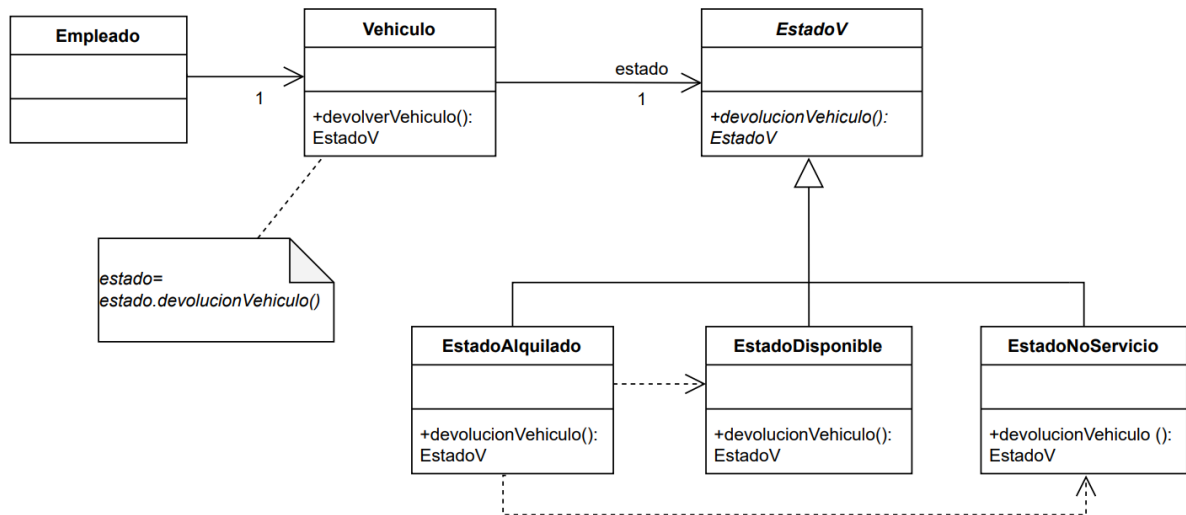 Empleado
Vehiculo
EstadoV
estado
1
1
+devolverVehiculo():
EstadoV
+devolucionVehiculo():
EstadoV
estado=
estado.devolucionVehiculo()
EstadoAlquilado
EstadoDisponible
EstadoNoServicio
+devolucionVehiculo():
EstadoV
+devolucionVehiculo():
EstadoV
+devolucionVehiculo ():
EstadoV